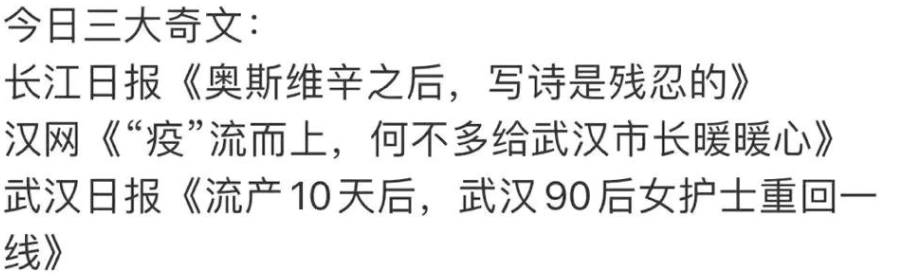 今日三大奇文：
长江日报《奥斯维辛之后，写诗是残忍的》
汉网《“疫”流而上，何不多给武汉市长暖暖心》
武汉日报《流产10天后，武汉90后女护士重回一
线》